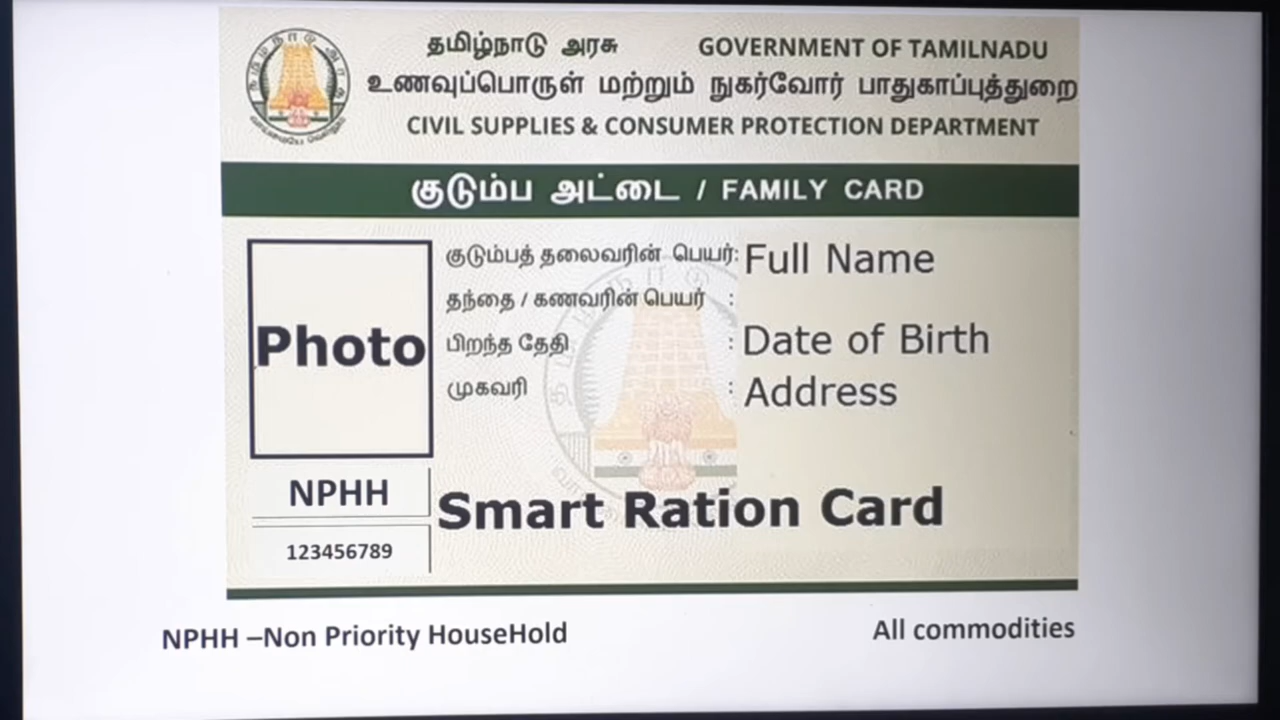 தமிழ்நாடு அரசு GOVERNMENT OF TAMILNADU
உணவுப்பொருள் மற்றும் நுகர்வோர் பாதுகாப்புத்துறை
CIVIL SUPPLIES & CONSUMER PROTECTION DEPARTMENT
குடும்ப அட்டை / FAMILY CARD
குடும்பத் தலைவரின் பெயர்: Full Name
தந்தை / கணவரின் பெயர் :
பிறந்த தேதி : Date of Birth
முகவரி : Address
Photo
NPHH
Smart Ration Card
123456789
NPHH –Non Priority HouseHold
All commodities